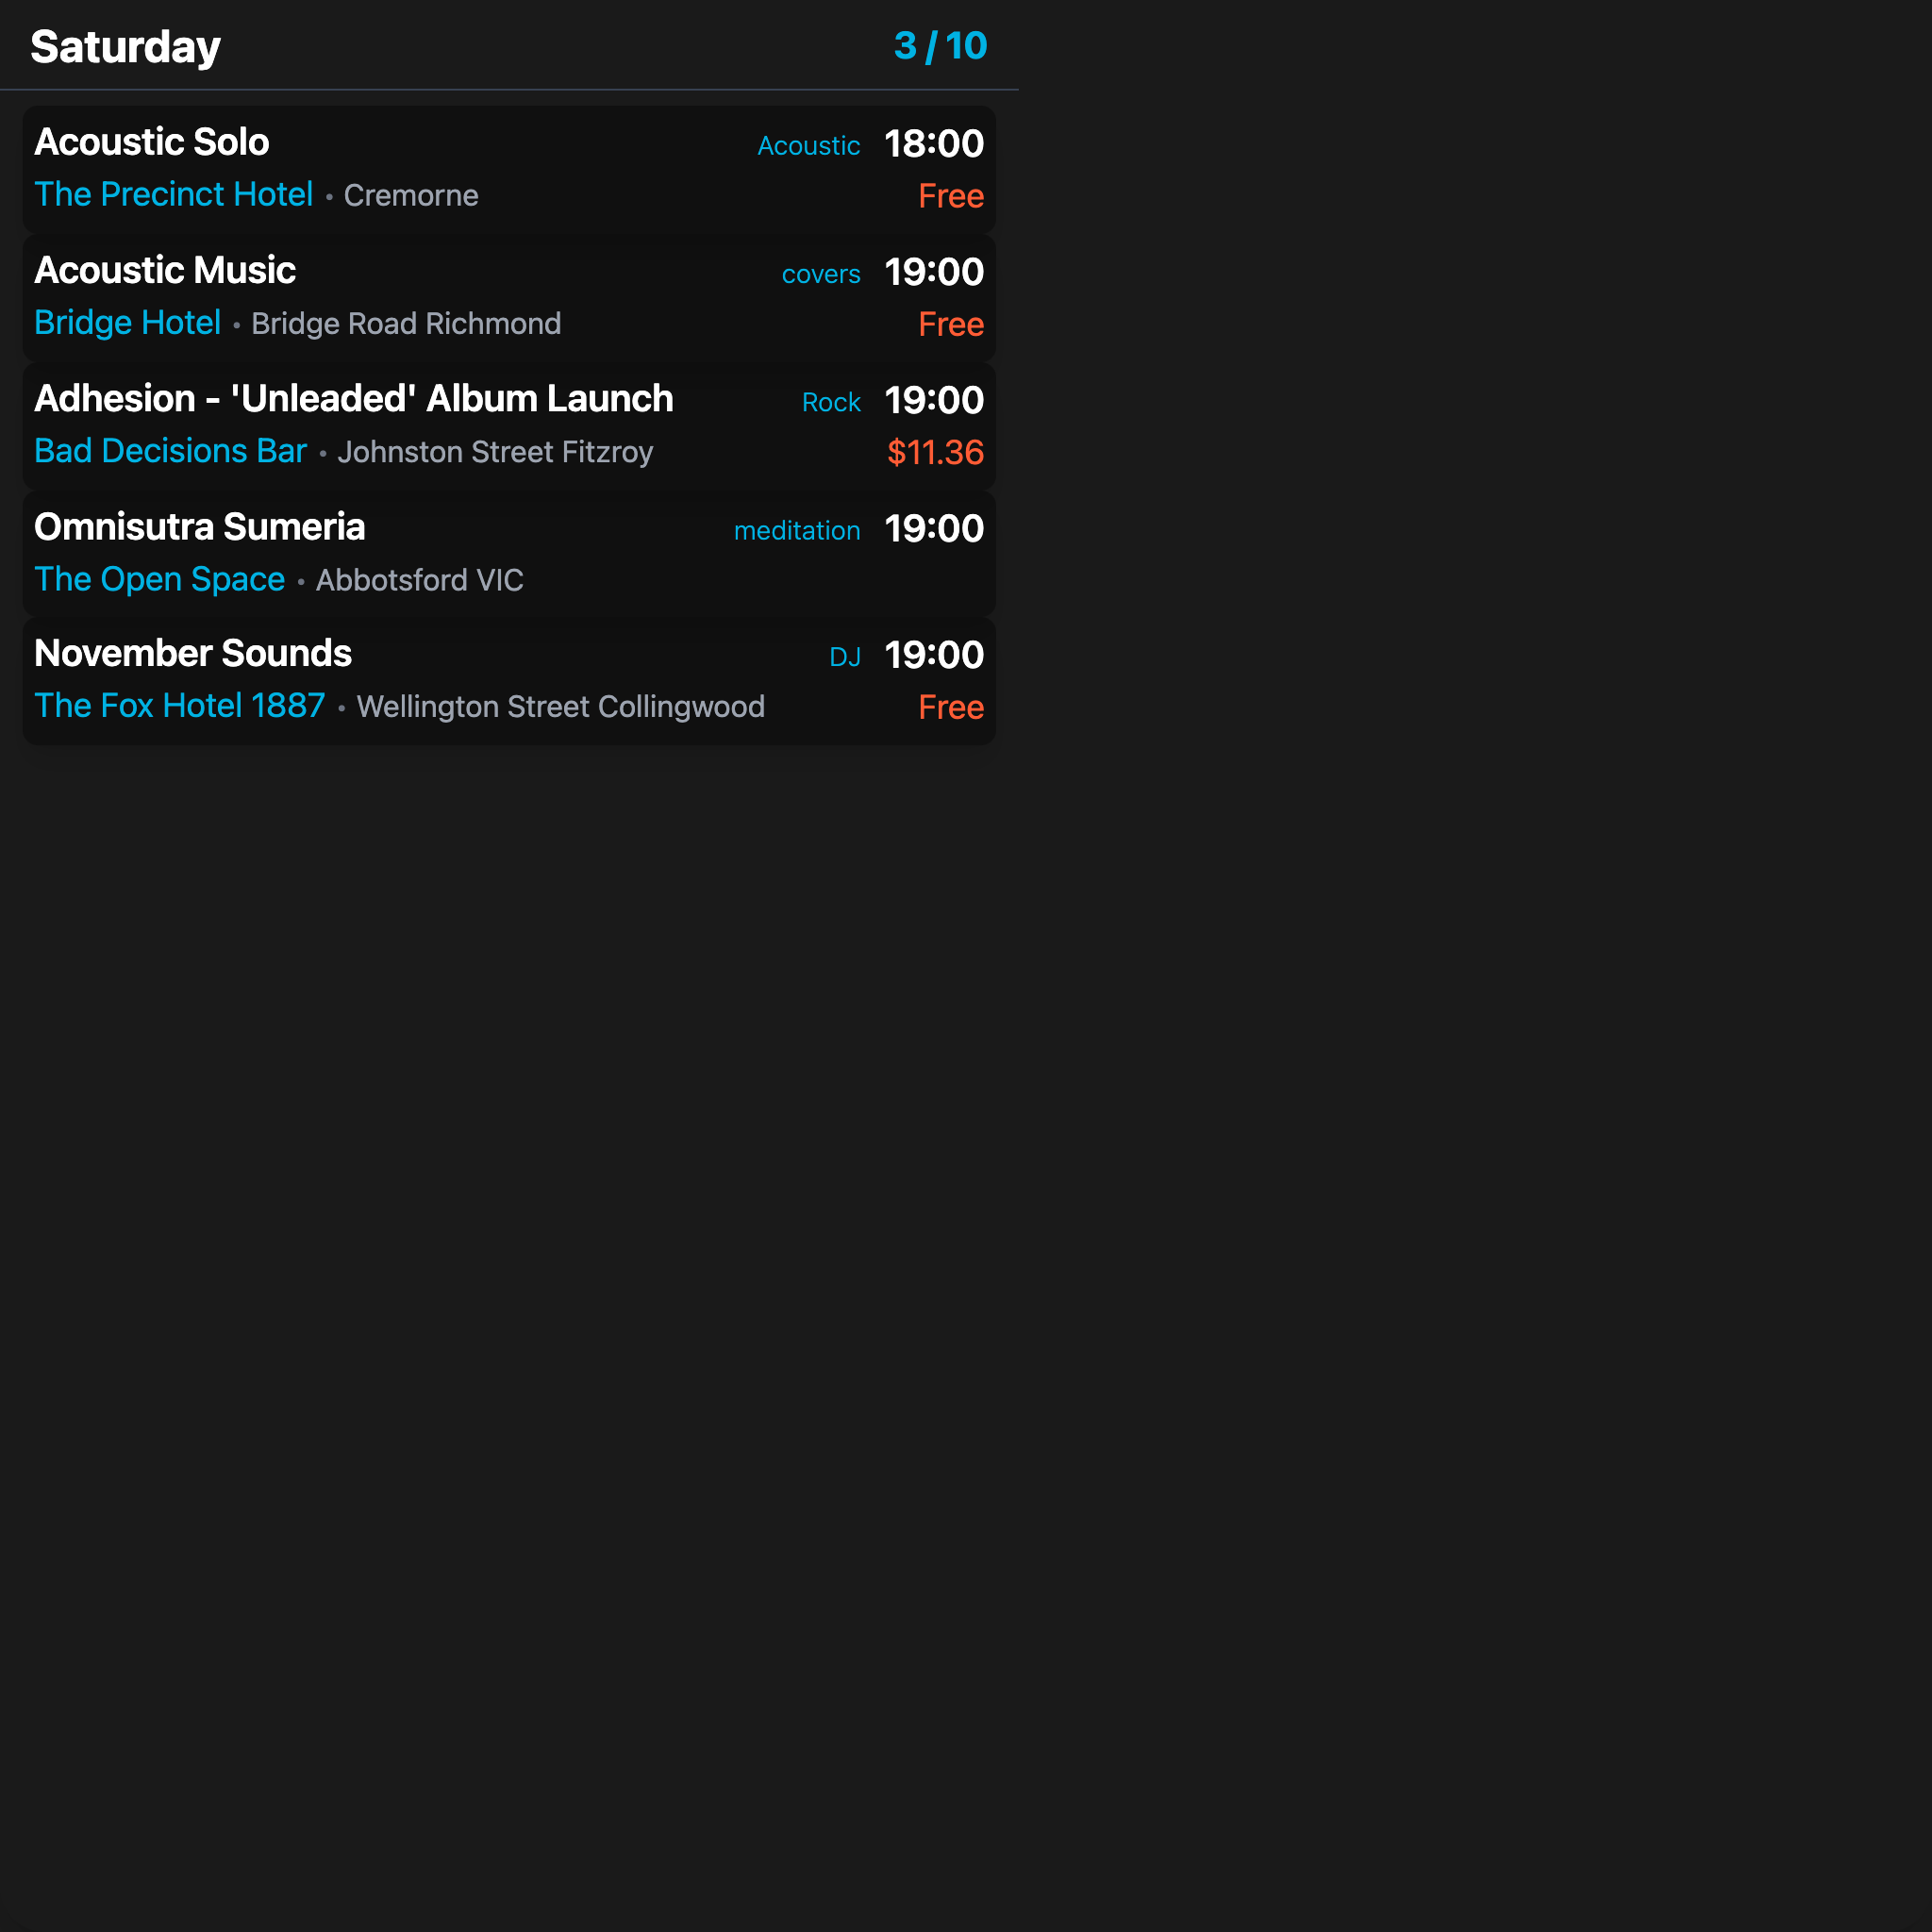 Saturday 3 / 10
Acoustic Solo Acoustic 18:00
The Precinct Hotel • Cremorne Free
Acoustic Music covers 19:00
Bridge Hotel • Bridge Road Richmond Free
Adhesion - 'Unleaded' Album Launch Rock 19:00
Bad Decisions Bar • Johnston Street Fitzroy $11.36
Omnisutra Sumeria meditation 19:00
The Open Space • Abbotsford VIC
November Sounds DJ 19:00
The Fox Hotel 1887 • Wellington Street Collingwood Free